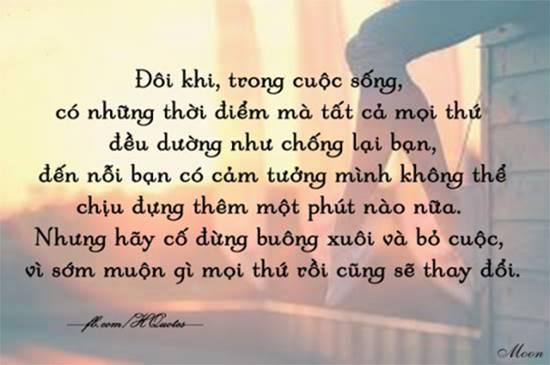 Đôi khi, trong cuộc sống,
có những thời điểm mà tất cả mọi thứ
đều dường như chống lại bạn,
đến nỗi bạn có cảm tưởng mình không thể
chịu đựng thêm một phút nào nữa.
Nhưng hãy cố đừng buông xuôi và bỏ cuộc,
vì sớm muộn gì mọi thứ rồi cũng sẽ thay đổi.
fb.com/HQuotes
©Moon